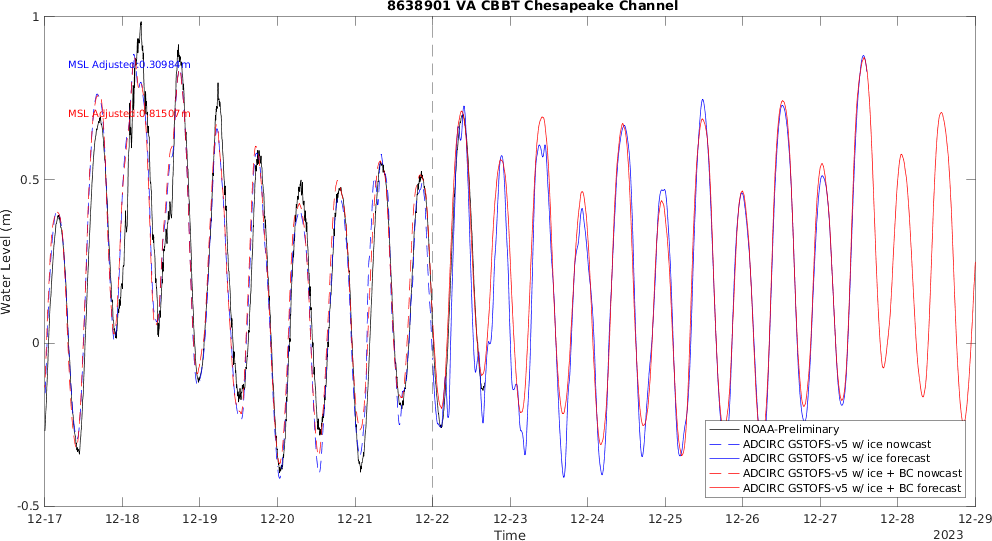 8638901 VA CBBT Chesapeake Channel
1
MSL Adjusted:0.30984m
MSL Adjusted:0.81507m
0.5
Water Level (m)
0
NOAA-Preliminary
ADCIRC GSTOFS-v5 w/ ice nowcast
ADCIRC GSTOFS-v5 w/ ice forecast
ADCIRC GSTOFS-v5 w/ ice + BC nowcast
ADCIRC GSTOFS-v5 w/ ice + BC forecast
-0.5
12-17 12-18 12-19 12-20 12-21 12-22 12-23 12-24 12-25 12-26 12-27 12-28 12-29
Time
2023